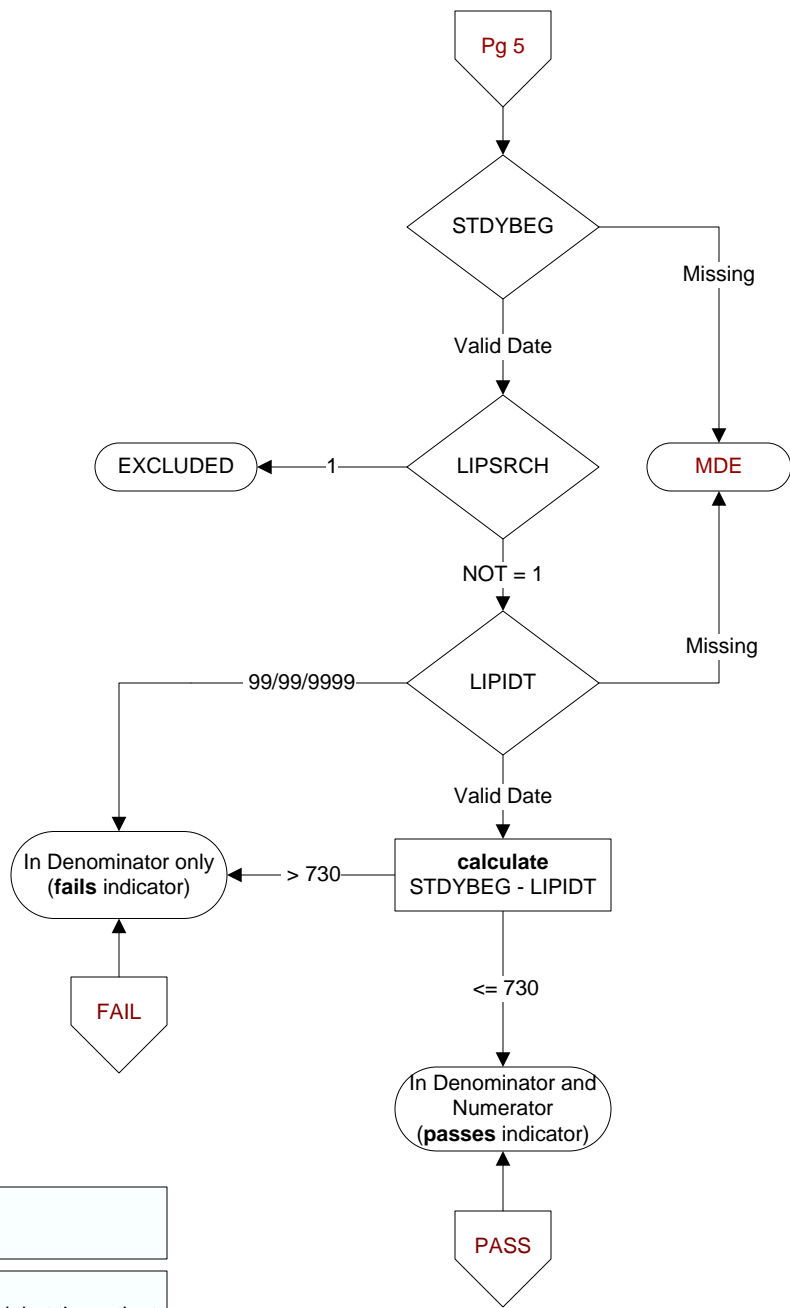 Pg 5
STDYBEG
Missing
Valid Date
EXCLUDED
1
LIPSRCH
MDE
NOT = 1
Missing
99/99/9999
LIPIDT
Valid Date
In Denominator only
(fails indicator)
> 730
calculate
STDYBEG - LIPIDT
<= 730
FAIL
In Denominator and
Numerator
(passes indicator)
PASS